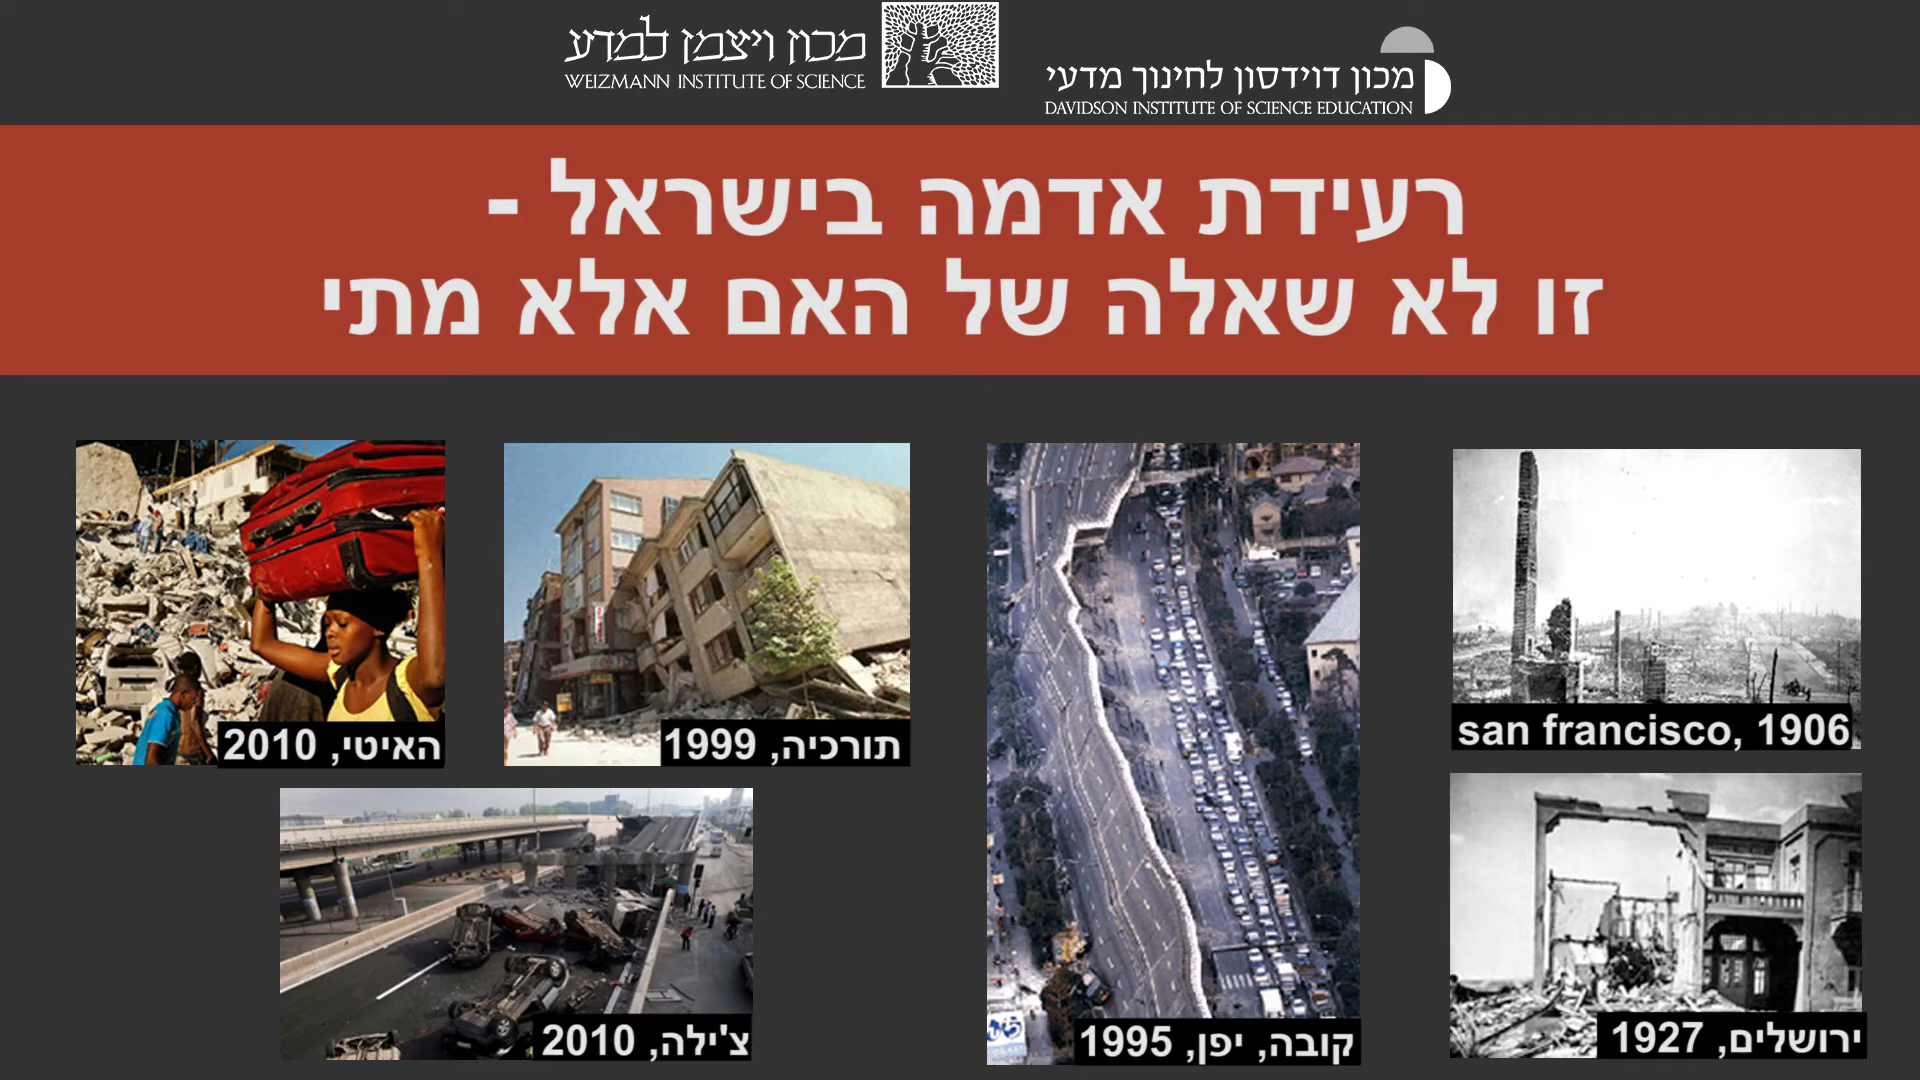 מכון ויצמן למדע
WEIZMANN INSTITUTE OF SCIENCE
מכון דוידסון לחינוך מדעי
DAVIDSON INSTITUTE OF SCIENCE EDUCATION
רעידת אדמה בישראל -
זו לא שאלה של האם אלא מתי
san francisco, 1906
קובה, יפן, 1995
תורכיה, 1999
האיטי, 2010
ירושלים, 1927
צ'ילה, 2010